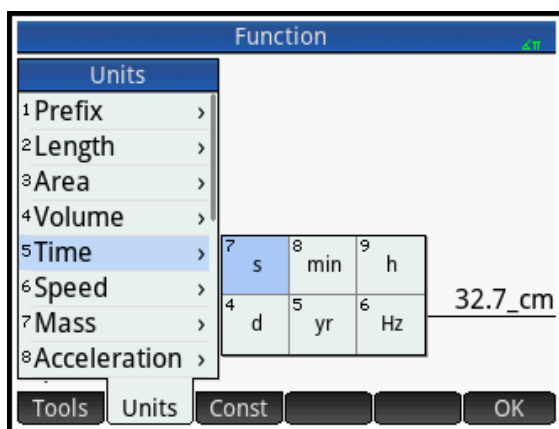 Function
∡π
Units
1 Prefix >
2 Length >
3 Area >
4 Volume >
5 Time >
6 Speed >
7 Mass >
8 Acceleration >
7 s 8 min 9 h
4 d 5 yr 6 Hz
32.7_cm
Tools Units Const OK